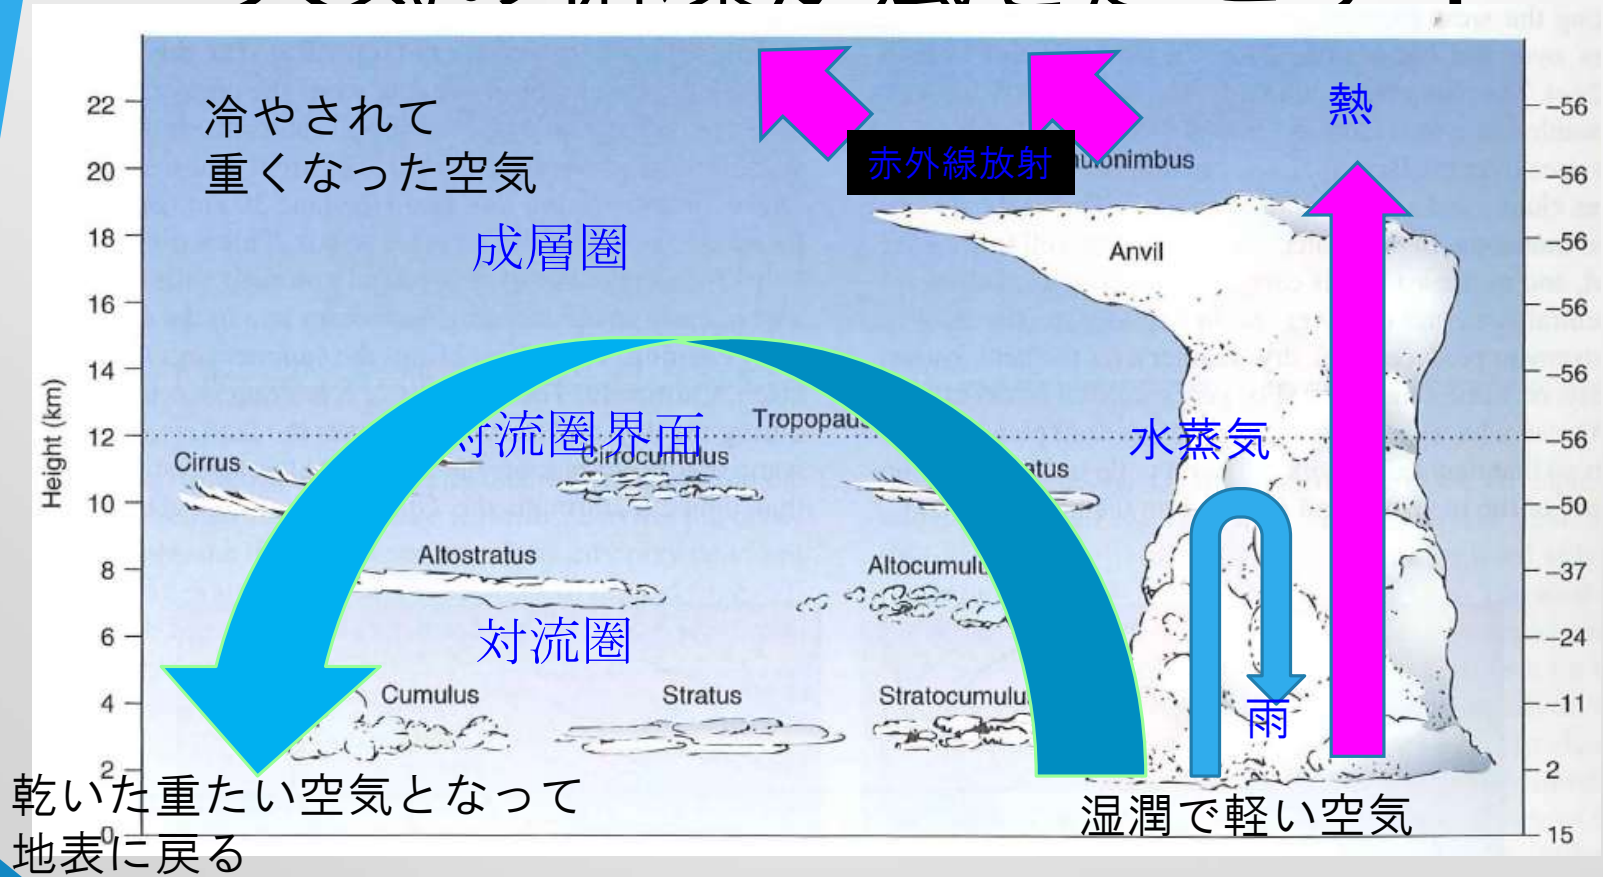 冷やされて
重くなった空気
熱
赤外線放射
成層圏
Anvil
Height (km)
22
20
18
16
14
12
10
8
6
4
2
0
-56
-56
-56
-56
-56
-56
-50
-37
-24
-11
2
15
対流圏界面
水蒸気
Cirrus
Cirrocumulus
Altostratus
対流圏
Cumulus
Stratus
雨
乾いた重たい空気となって
地表に戻る
湿潤で軽い空気